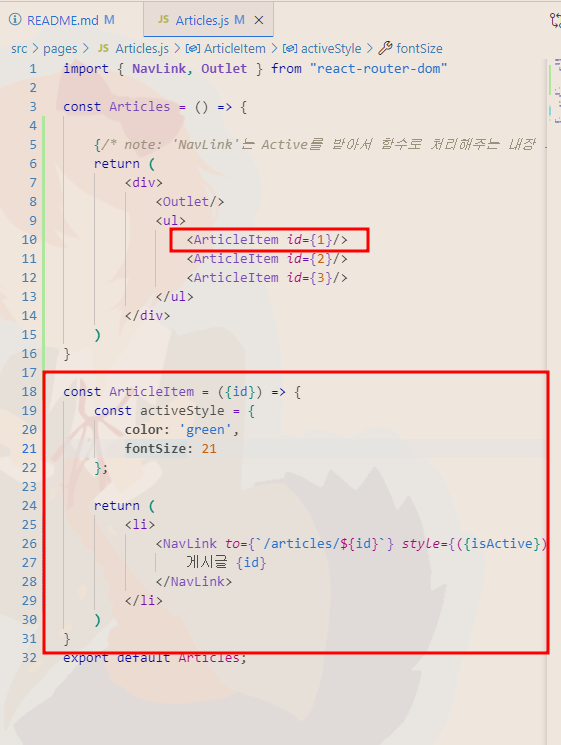 README.md M
JS Articles.js M ×
src > pages > JS Articles.js > ArticleItem > activeStyle > fontSize
1 import { NavLink, Outlet } from "react-router-dom"
2
3 const Articles = () => {
4
5 {/* note: 'NavLink'는 Active를 받아서 함수로 처리해주는 내장
6 return (
7 <div>
8 <Outlet/>
9 <ul>
10 <ArticleItem id={1}/>
11 <ArticleItem id={2}/>
12 <ArticleItem id={3}/>
13 </ul>
14 </div>
15 )
16 }
17
18 const ArticleItem = ({id}) => {
19 const activeStyle = {
20 color: 'green',
21 fontSize: 21
22 };
23
24 return (
25 <li>
26 <NavLink to={`/articles/${id}`} style={({isActive})
27 게시글 {id}
28 </NavLink>
29 </li>
30 )
31 }
32 export default Articles;